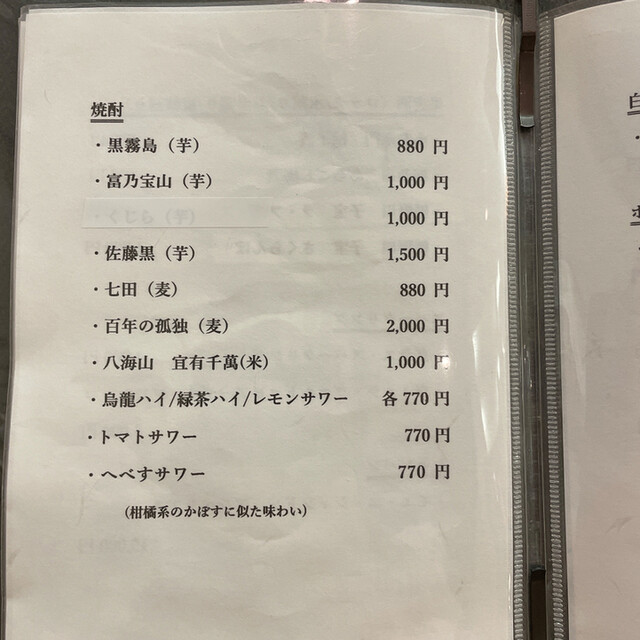 焼酎
・黒霧島（芋） 880 円
・富乃宝山（芋） 1,000 円
1,000 円
・佐藤黒（芋） 1,500 円
・七田（麦） 880 円
・百年の孤独（麦） 2,000 円
・八海山　宜有千萬(米) 1,000 円
・烏龍ハイ/緑茶ハイ/レモンサワー 各 770 円
・トマトサワー 770 円
・へべすサワー 770 円
（柑橘系のかぼすに似た味わい）